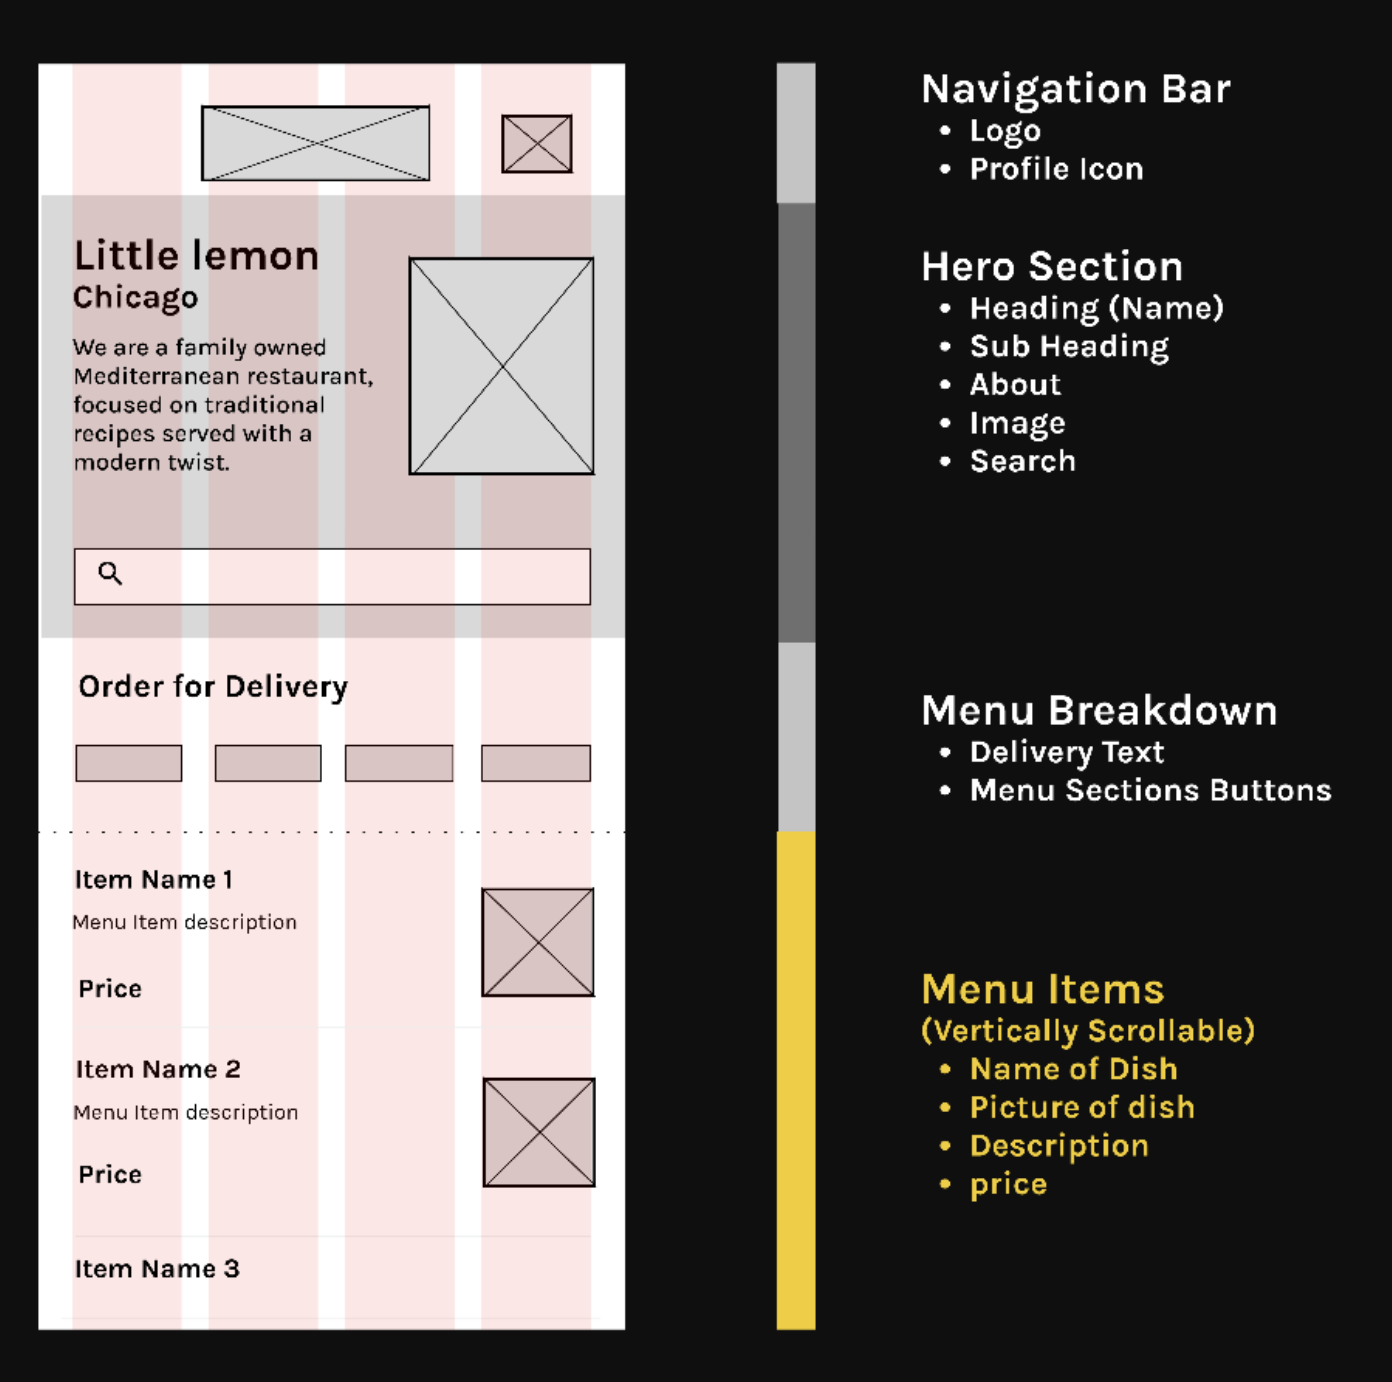 Little lemon
Chicago
We are a family owned
Mediterranean restaurant,
focused on traditional
recipes served with a
modern twist.
Order for Delivery
Item Name 1
Menu Item description
Price
Item Name 2
Menu Item description
Price
Item Name 3
Navigation Bar
• Logo
• Profile Icon
Hero Section
• Heading (Name)
• Sub Heading
• About
• Image
• Search
Menu Breakdown
• Delivery Text
• Menu Sections Buttons
Menu Items
(Vertically Scrollable)
• Name of Dish
• Picture of dish
• Description
• price